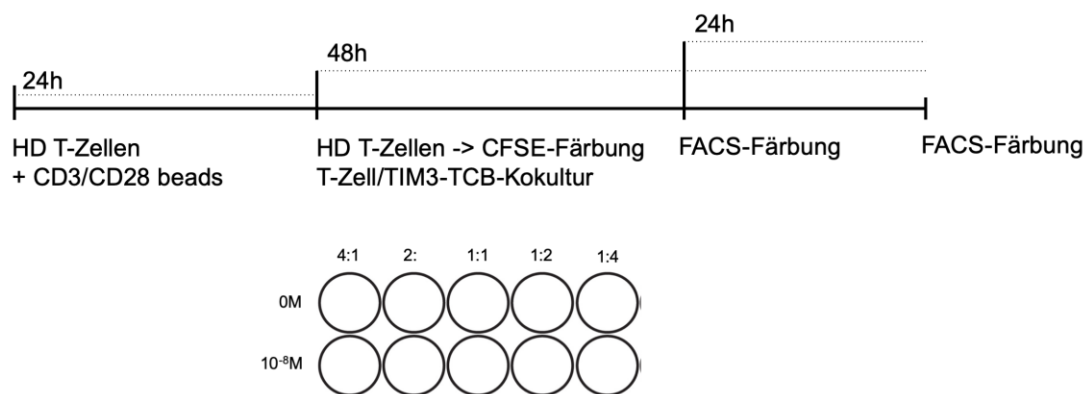 24h
48h
24h
HD T-Zellen
+ CD3/CD28 beads
HD T-Zellen -> CFSE-Färbung
T-Zell/TIM3-TCB-Kokultur
FACS-Färbung
FACS-Färbung
4:1 2: 1:1 1:2 1:4
0M
10⁻⁸M